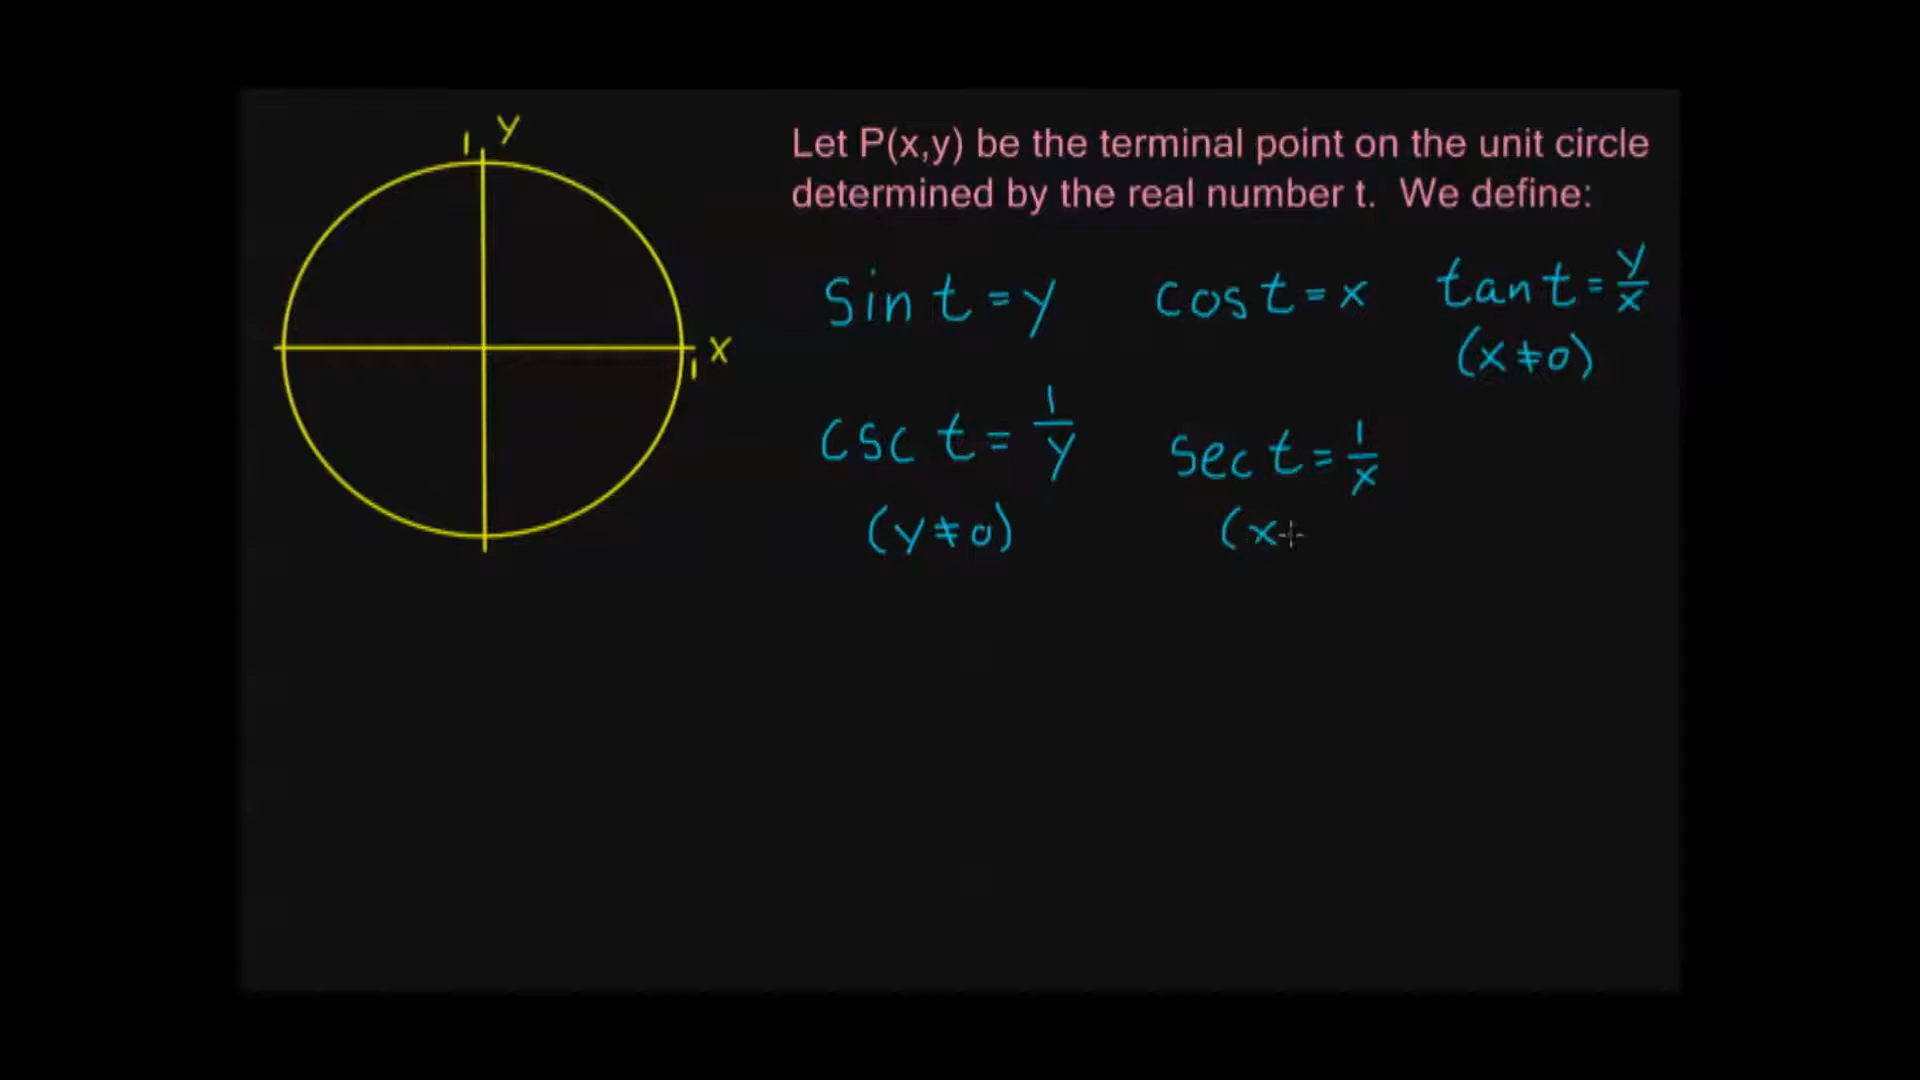 1 y
x
1
Let P(x,y) be the terminal point on the unit circle
determined by the real number t. We define:
sin t = y cos t = x tan t = y/x
(x ≠ 0)
csc t = 1/y sec t = 1/x
(y ≠ 0) (x